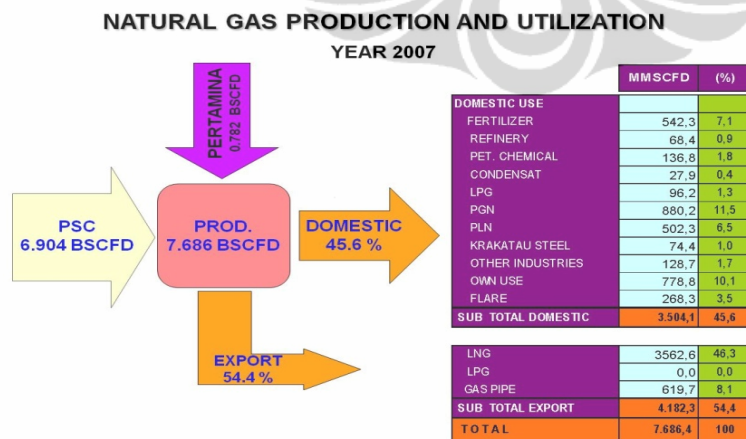 NATURAL GAS PRODUCTION AND UTILIZATION
YEAR 2007
PERTAMINA
0.782 BSCFD
PSC
6.904 BSCFD
PROD.
7.686 BSCFD
DOMESTIC
45.6 %
EXPORT
54.4 %
MMSCFD (%)
DOMESTIC USE
FERTILIZER 542,3 7,1
REFINERY 68,4 0,9
PET. CHEMICAL 136,8 1,8
CONDENSAT 27,9 0,4
LPG 96,2 1,3
PGN 880,2 11,5
PLN 502,3 6,5
KRAKATAU STEEL 74,4 1,0
OTHER INDUSTRIES 128,7 1,7
OWN USE 778,8 10,1
FLARE 268,3 3,5
SUB TOTAL DOMESTIC 3.504,1 45,6
LNG 3562,6 46,3
LPG 0,0 0,0
GAS PIPE 619,7 8,1
SUB TOTAL EXPORT 4.182,3 54,4
TOTAL 7.686,4 100